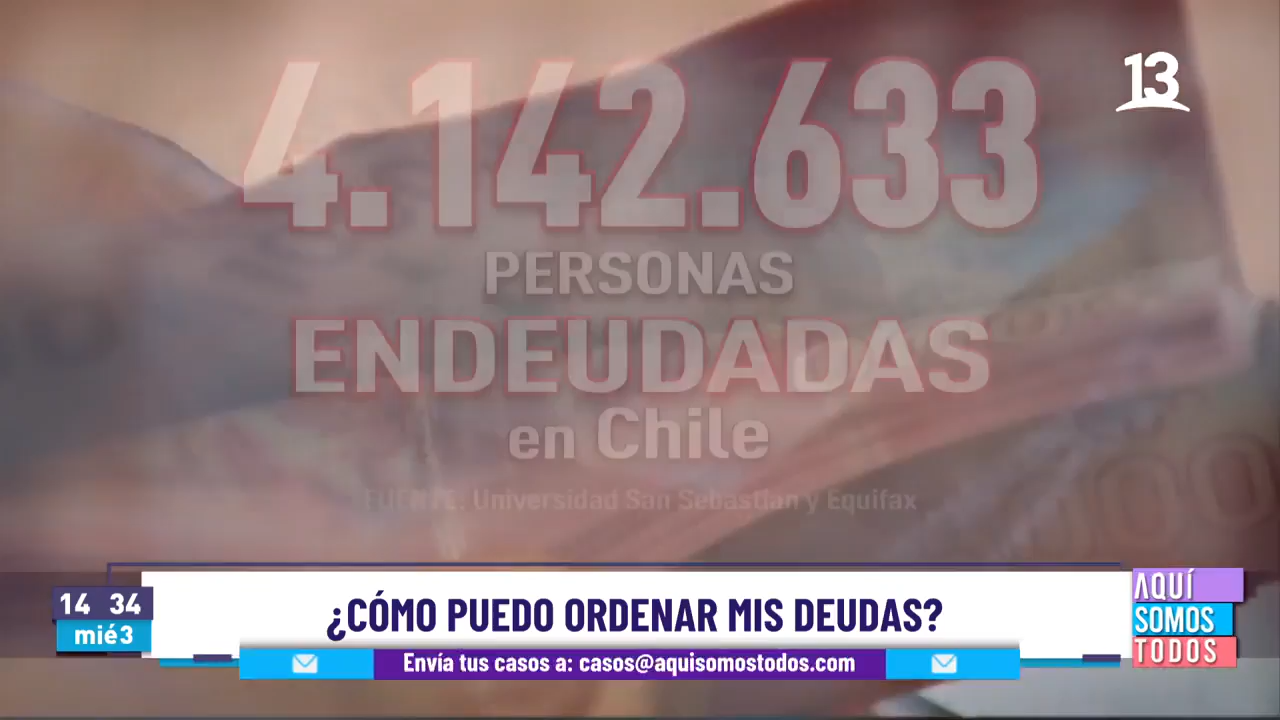 4.142.633
13
PERSONAS
ENDEUDADAS
en Chile
FUENTE: Universidad San Sebastián y Equifax
14 34
mié3
¿CÓMO PUEDO ORDENAR MIS DEUDAS?
Envía tus casos a: casos@aquisomostodos.com
AQUÍ
SOMOS
TODOS